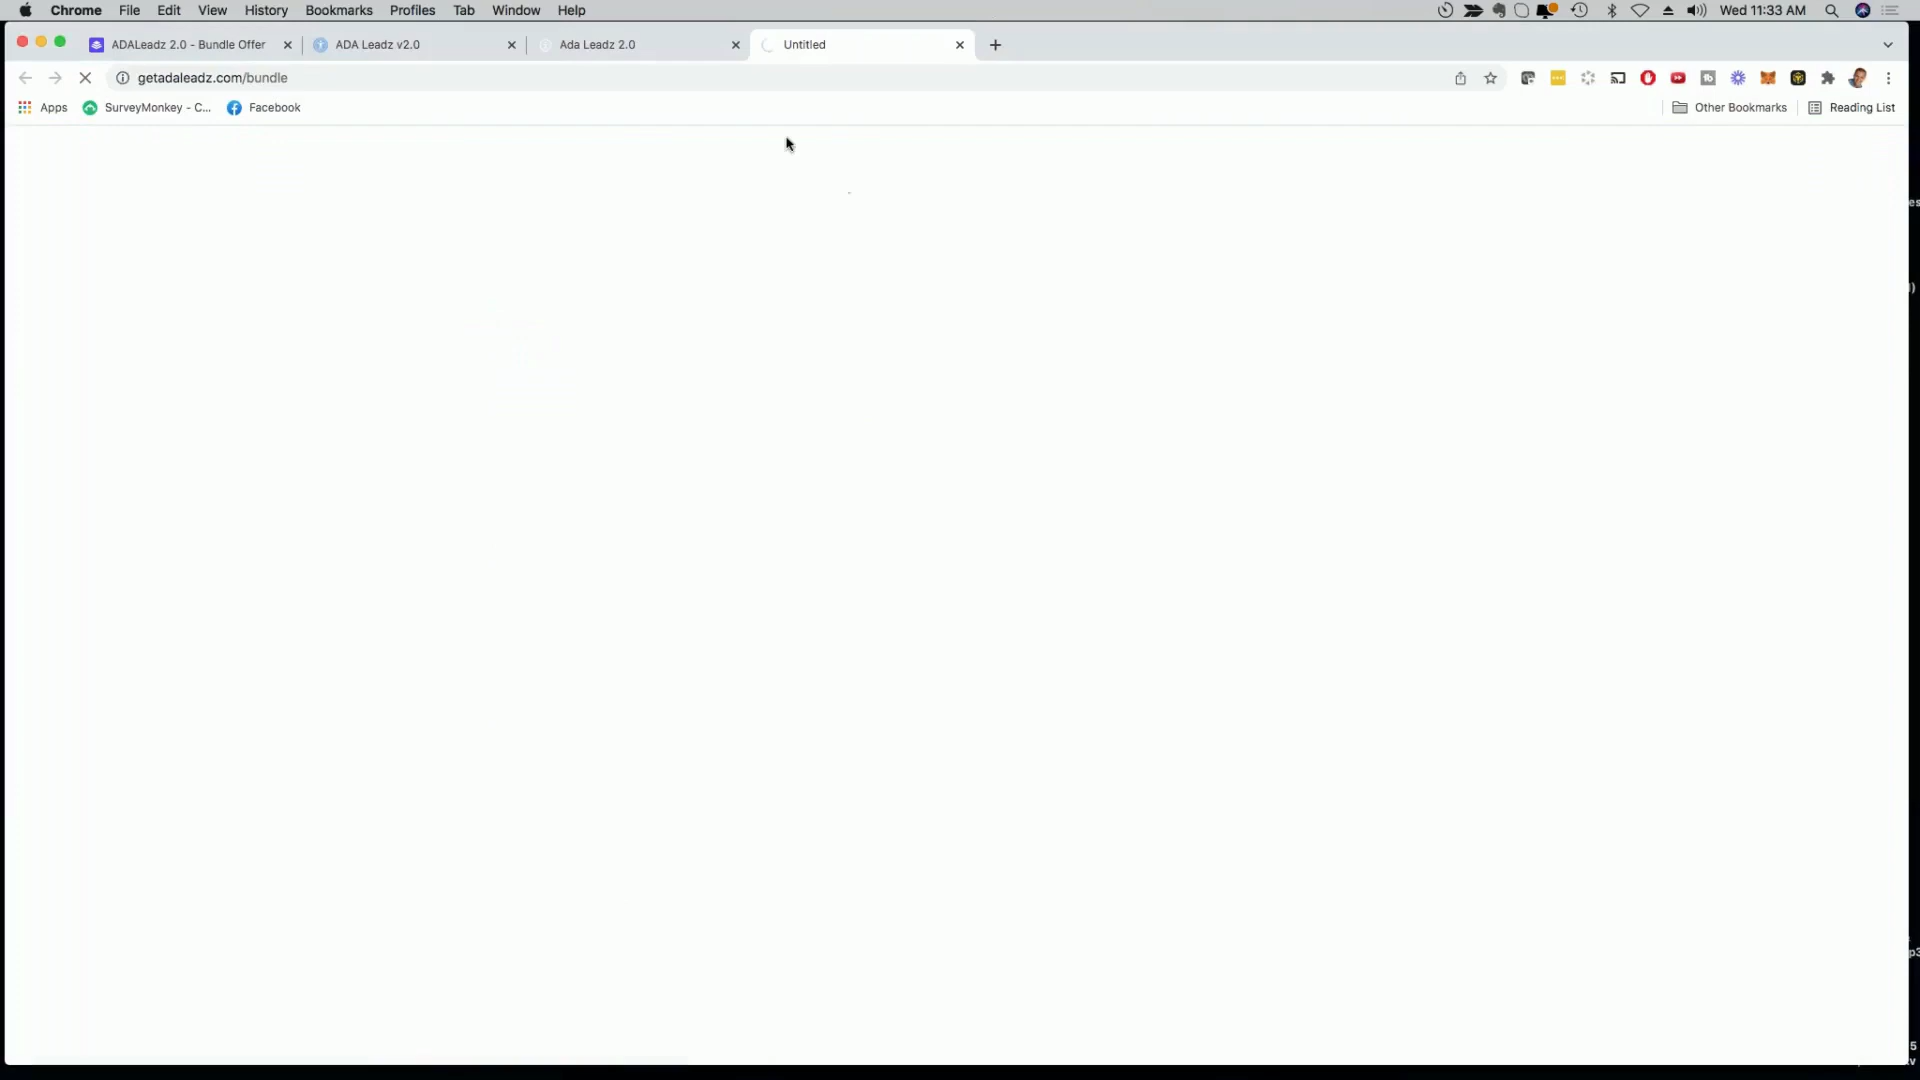 Chrome File Edit View History Bookmarks Profiles Tab Window Help Wed 11:33 AM
ADALeadz 2.0 - Bundle Offer ADA Leadz v2.0 Ada Leadz 2.0 Untitled
getadaleadz.com/bundle
Apps SurveyMonkey - C... Facebook Other Bookmarks Reading List